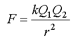 F = kQ₁Q₂ / r²